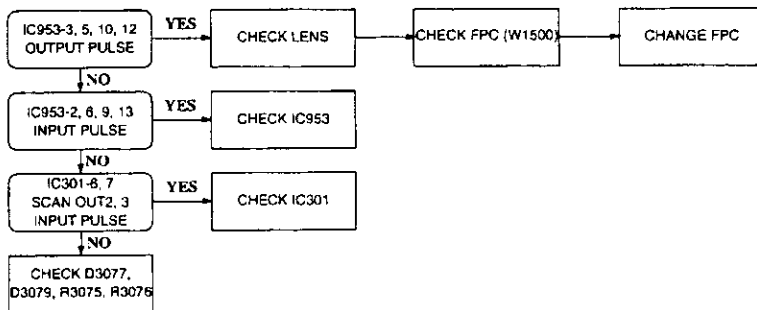 IC953-3, 5, 10, 12
OUTPUT PULSE
YES
CHECK LENS
CHECK FPC (W1500)
CHANGE FPC
NO
IC953-2, 6, 9, 13
INPUT PULSE
YES
CHECK IC953
NO
IC301-6, 7
SCAN OUT2, 3
INPUT PULSE
YES
CHECK IC301
NO
CHECK D3077,
D3079, R3075, R3076